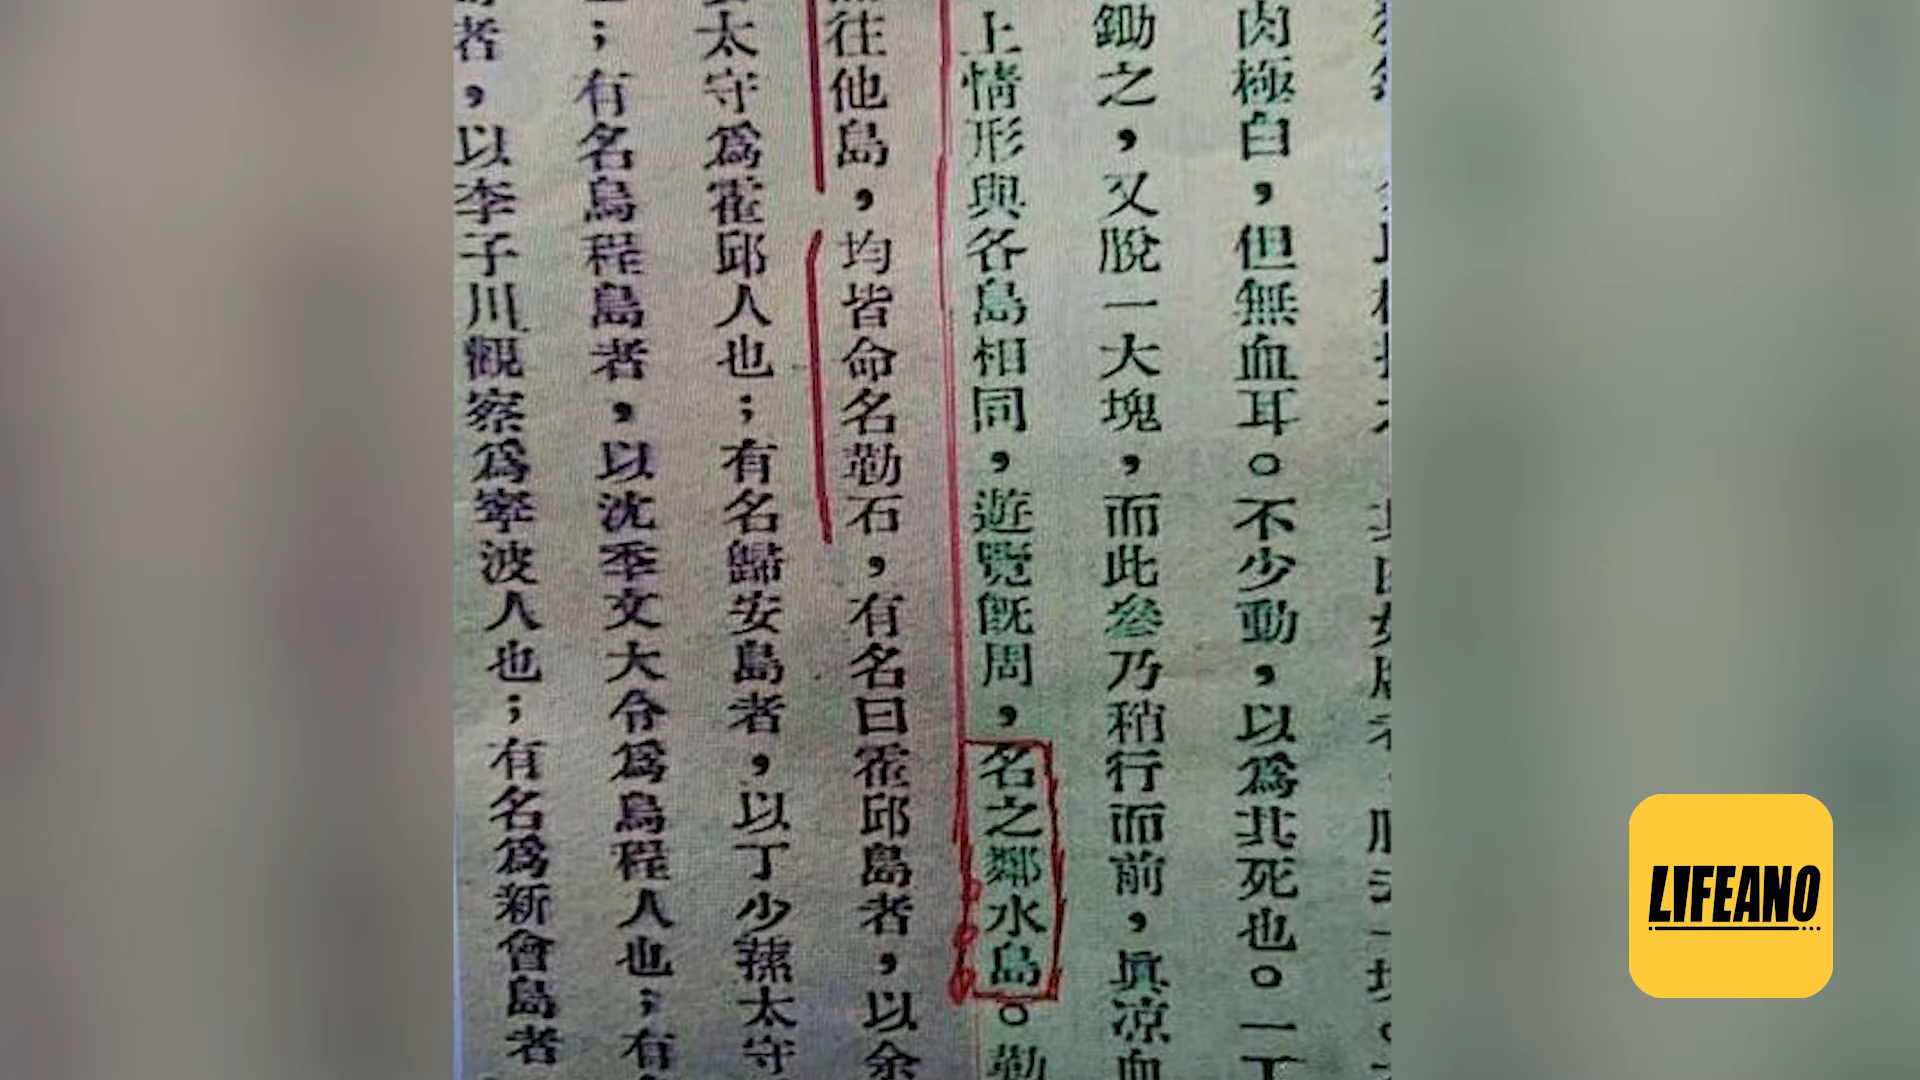 肉極白，但無血耳。不少動，以爲其死也。一
鋤之，又脫一大塊，而此參乃稍行而前，眞凉血
上情形與各島相同，遊覽旣周，名之鄰水島。勒
往他島，均皆命名勒石，有名曰霍邱島者，以余
太守爲霍邱人也；有名歸安島者，以丁少蓀太守
；有名烏程島者，以沈季文大令爲烏程人也；有
者，以李子川觀察爲寧波人也；有名爲新會島者
LIFEANO